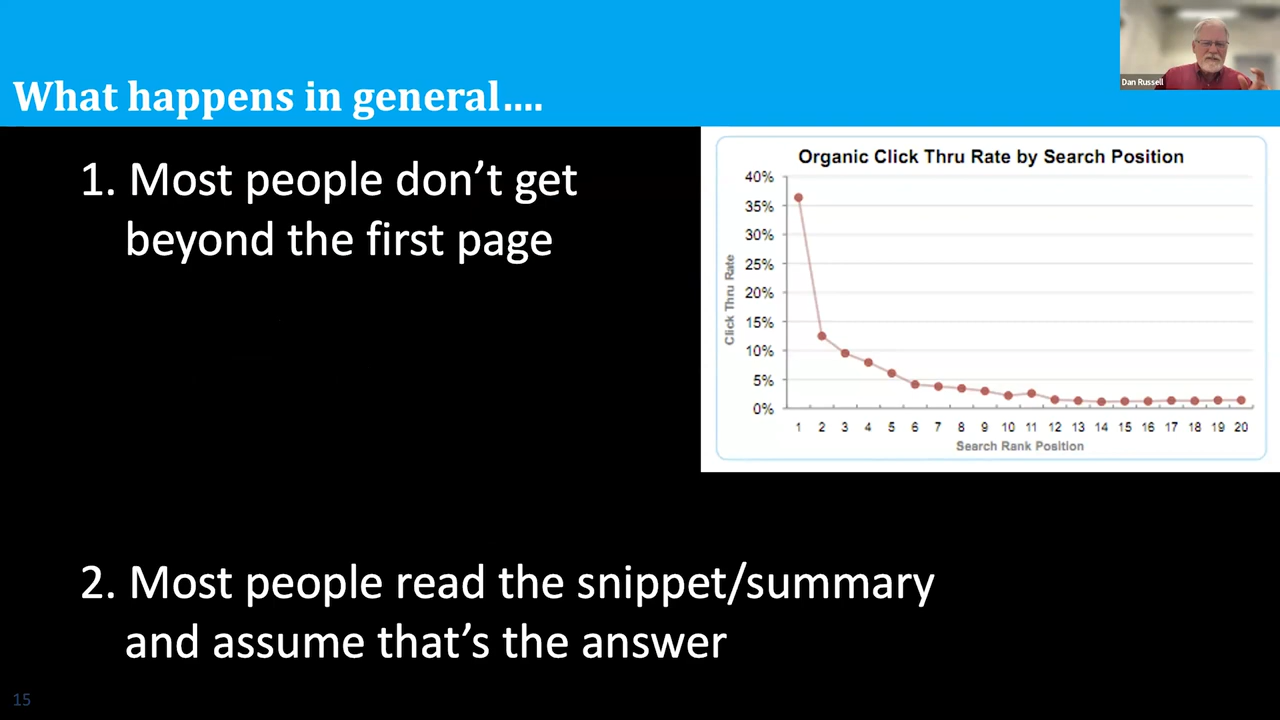 What happens in general….
Dan Russell
1. Most people don’t get
beyond the first page
Organic Click Thru Rate by Search Position
40%
35%
30%
25%
20%
15%
10%
5%
0%
Click Thru Rate
1 2 3 4 5 6 7 8 9 10 11 12 13 14 15 16 17 18 19 20
Search Rank Position
2. Most people read the snippet/summary
and assume that’s the answer
15